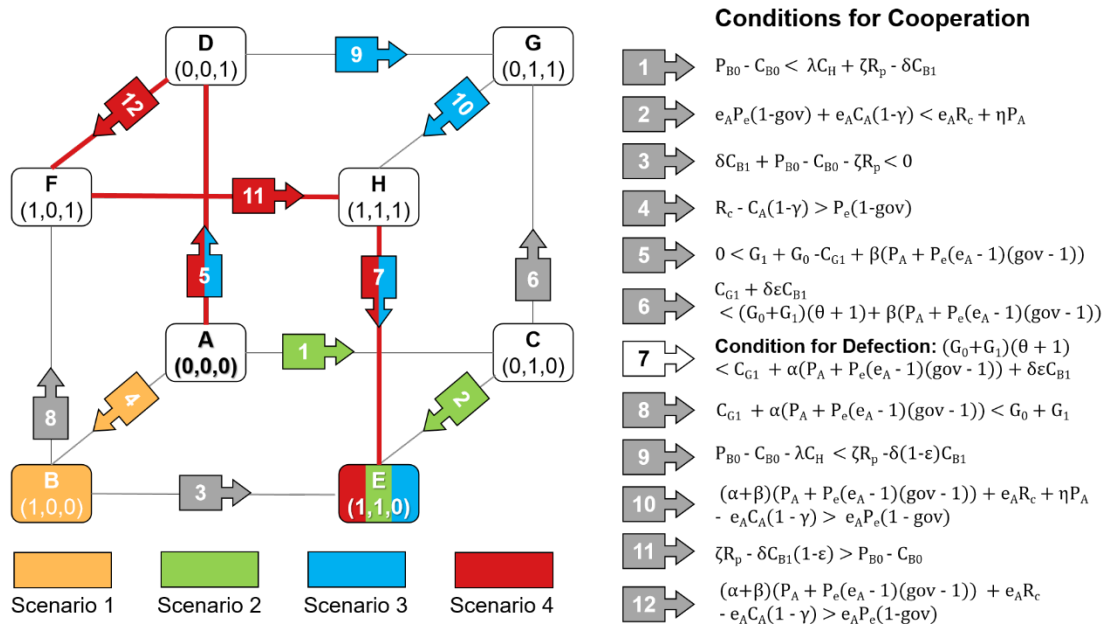 D
(0,0,1)
9
G
(0,1,1)
12
10
F
(1,0,1)
11
H
(1,1,1)
5
7
6
A
(0,0,0)
1
C
(0,1,0)
8
4
2
B
(1,0,0)
3
E
(1,1,0)
Scenario 1
Scenario 2
Scenario 3
Scenario 4
Conditions for Cooperation
1 P_B0 - C_B0 < λC_H + ζR_p - δC_B1
2 e_AP_e(1-gov) + e_AC_A(1-γ) < e_AR_c + ηP_A
3 δC_B1 + P_B0 - C_B0 - ζR_p < 0
4 R_c - C_A(1-γ) > P_e(1-gov)
5 0 < G_1 + G_0 -C_G1 + β(P_A + P_e(e_A - 1)(gov - 1))
6 C_G1 + δεC_B1
< (G_0+G_1)(θ + 1)+ β(P_A + P_e(e_A - 1)(gov - 1))
7 Condition for Defection: (G_0+G_1)(θ + 1)
< C_G1 + α(P_A + P_e(e_A - 1)(gov - 1)) + δεC_B1
8 C_G1 + α(P_A + P_e(e_A - 1)(gov - 1)) < G_0 + G_1
9 P_B0 - C_B0 - λC_H < ζR_p -δ(1-ε)C_B1
10 (α+β)(P_A + P_e(e_A - 1)(gov - 1)) + e_AR_c + ηP_A
- e_AC_A(1 - γ) > e_AP_e(1 - gov)
11 ζR_p - δC_B1(1-ε) > P_B0 - C_B0
12 (α+β)(P_A + P_e(e_A - 1)(gov - 1)) + e_AR_c
- e_AC_A(1 - γ) > e_AP_e(1-gov)